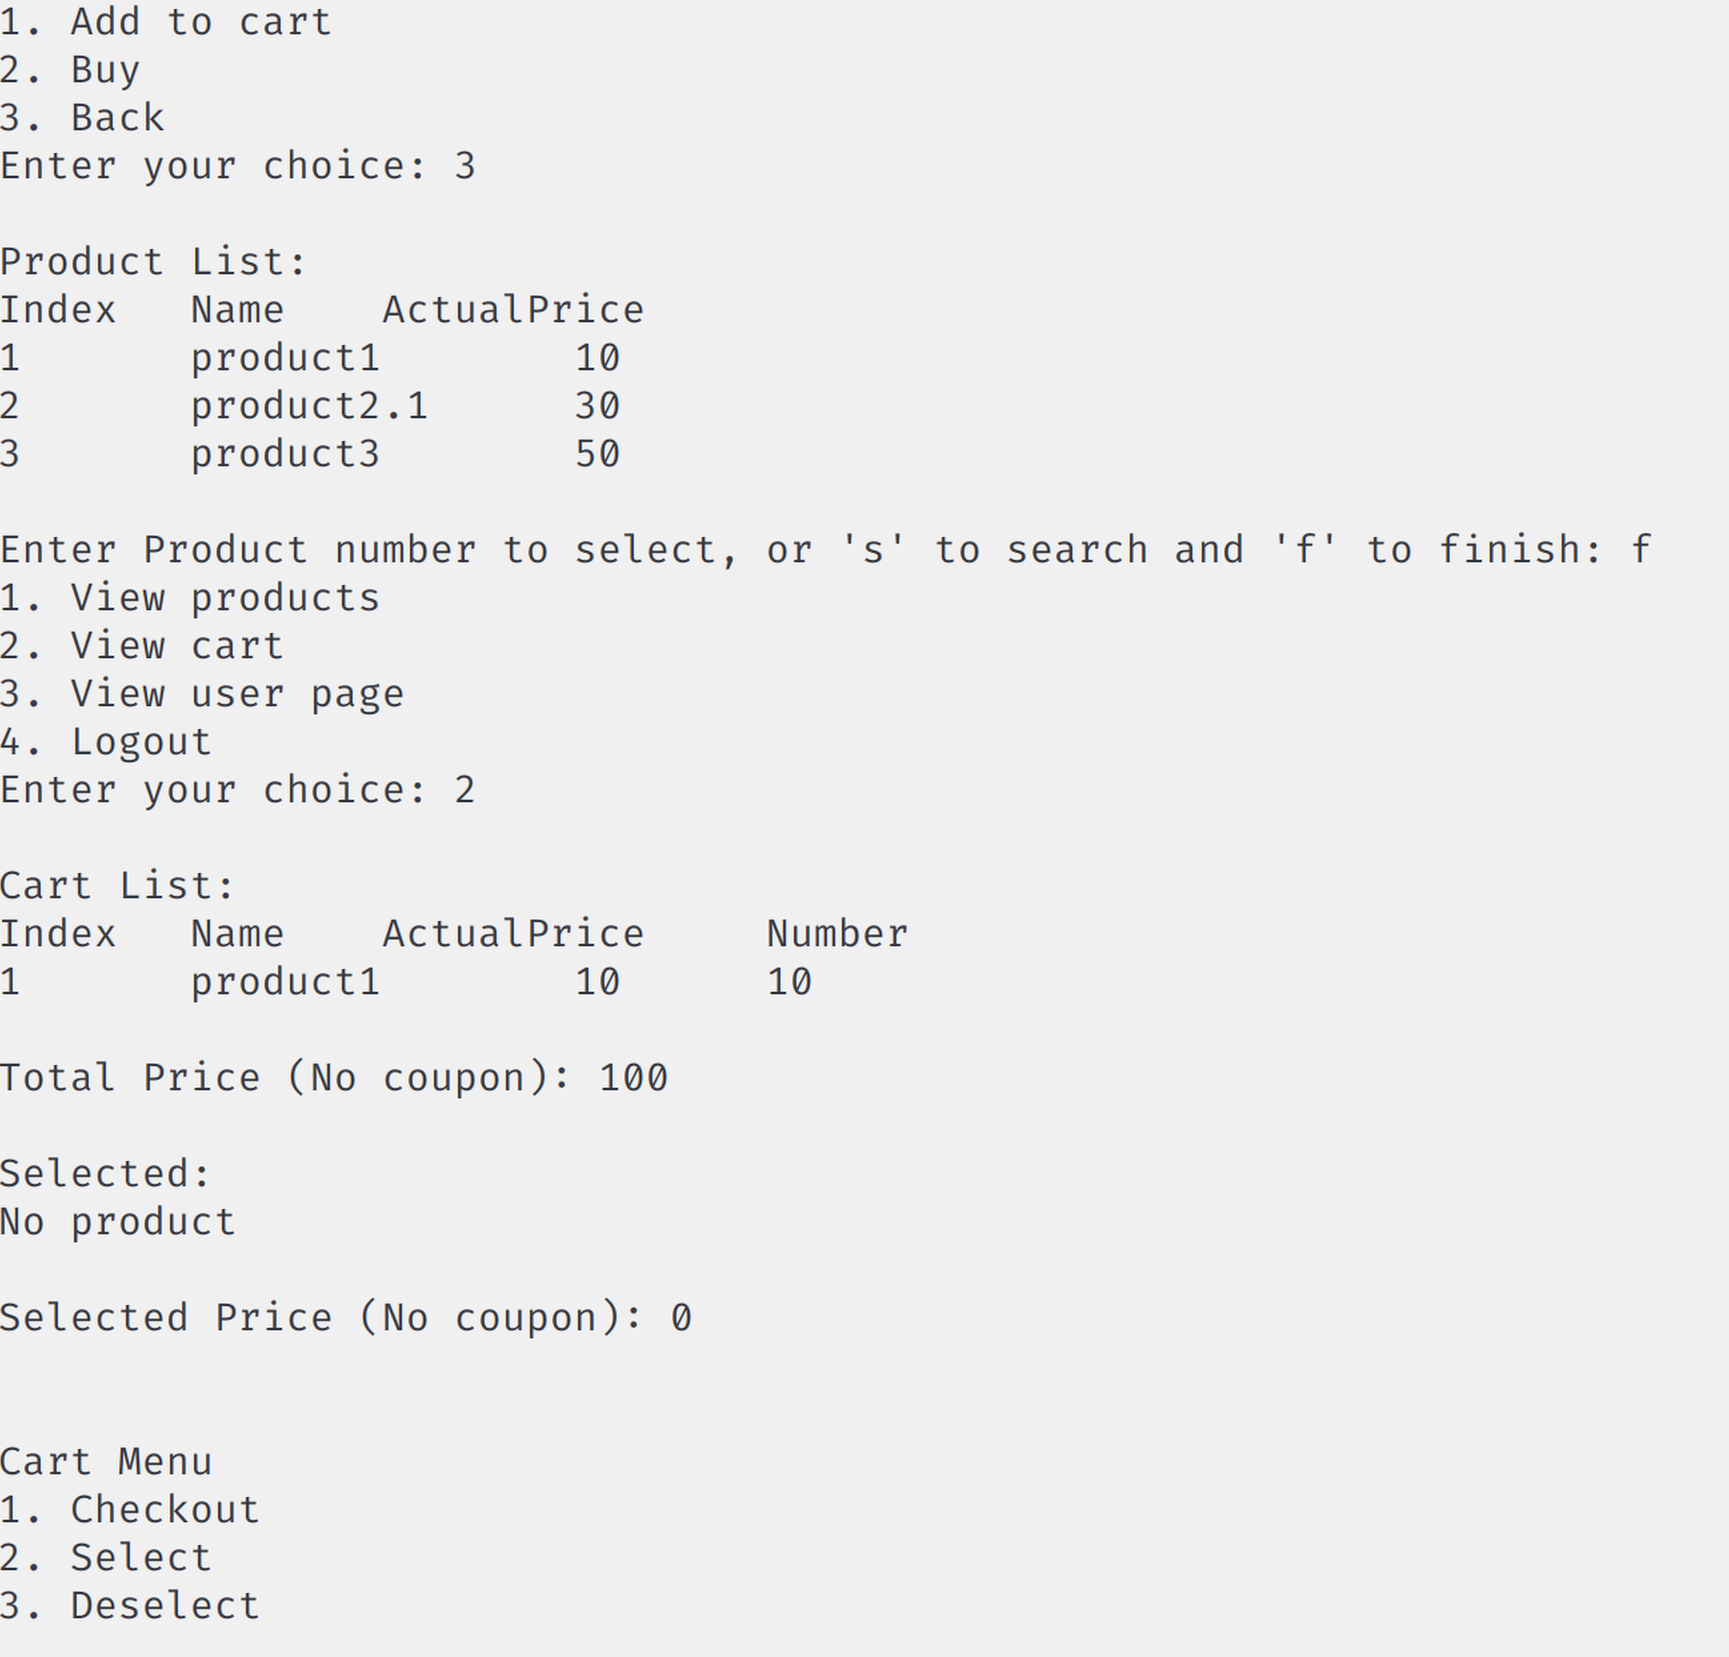 1. Add to cart
2. Buy
3. Back
Enter your choice: 3
Product List:
Index Name ActualPrice
1 product1 10
2 product2.1 30
3 product3 50
Enter Product number to select, or 's' to search and 'f' to finish: f
1. View products
2. View cart
3. View user page
4. Logout
Enter your choice: 2
Cart List:
Index Name ActualPrice Number
1 product1 10 10
Total Price (No coupon): 100
Selected:
No product
Selected Price (No coupon): 0
Cart Menu
1. Checkout
2. Select
3. Deselect